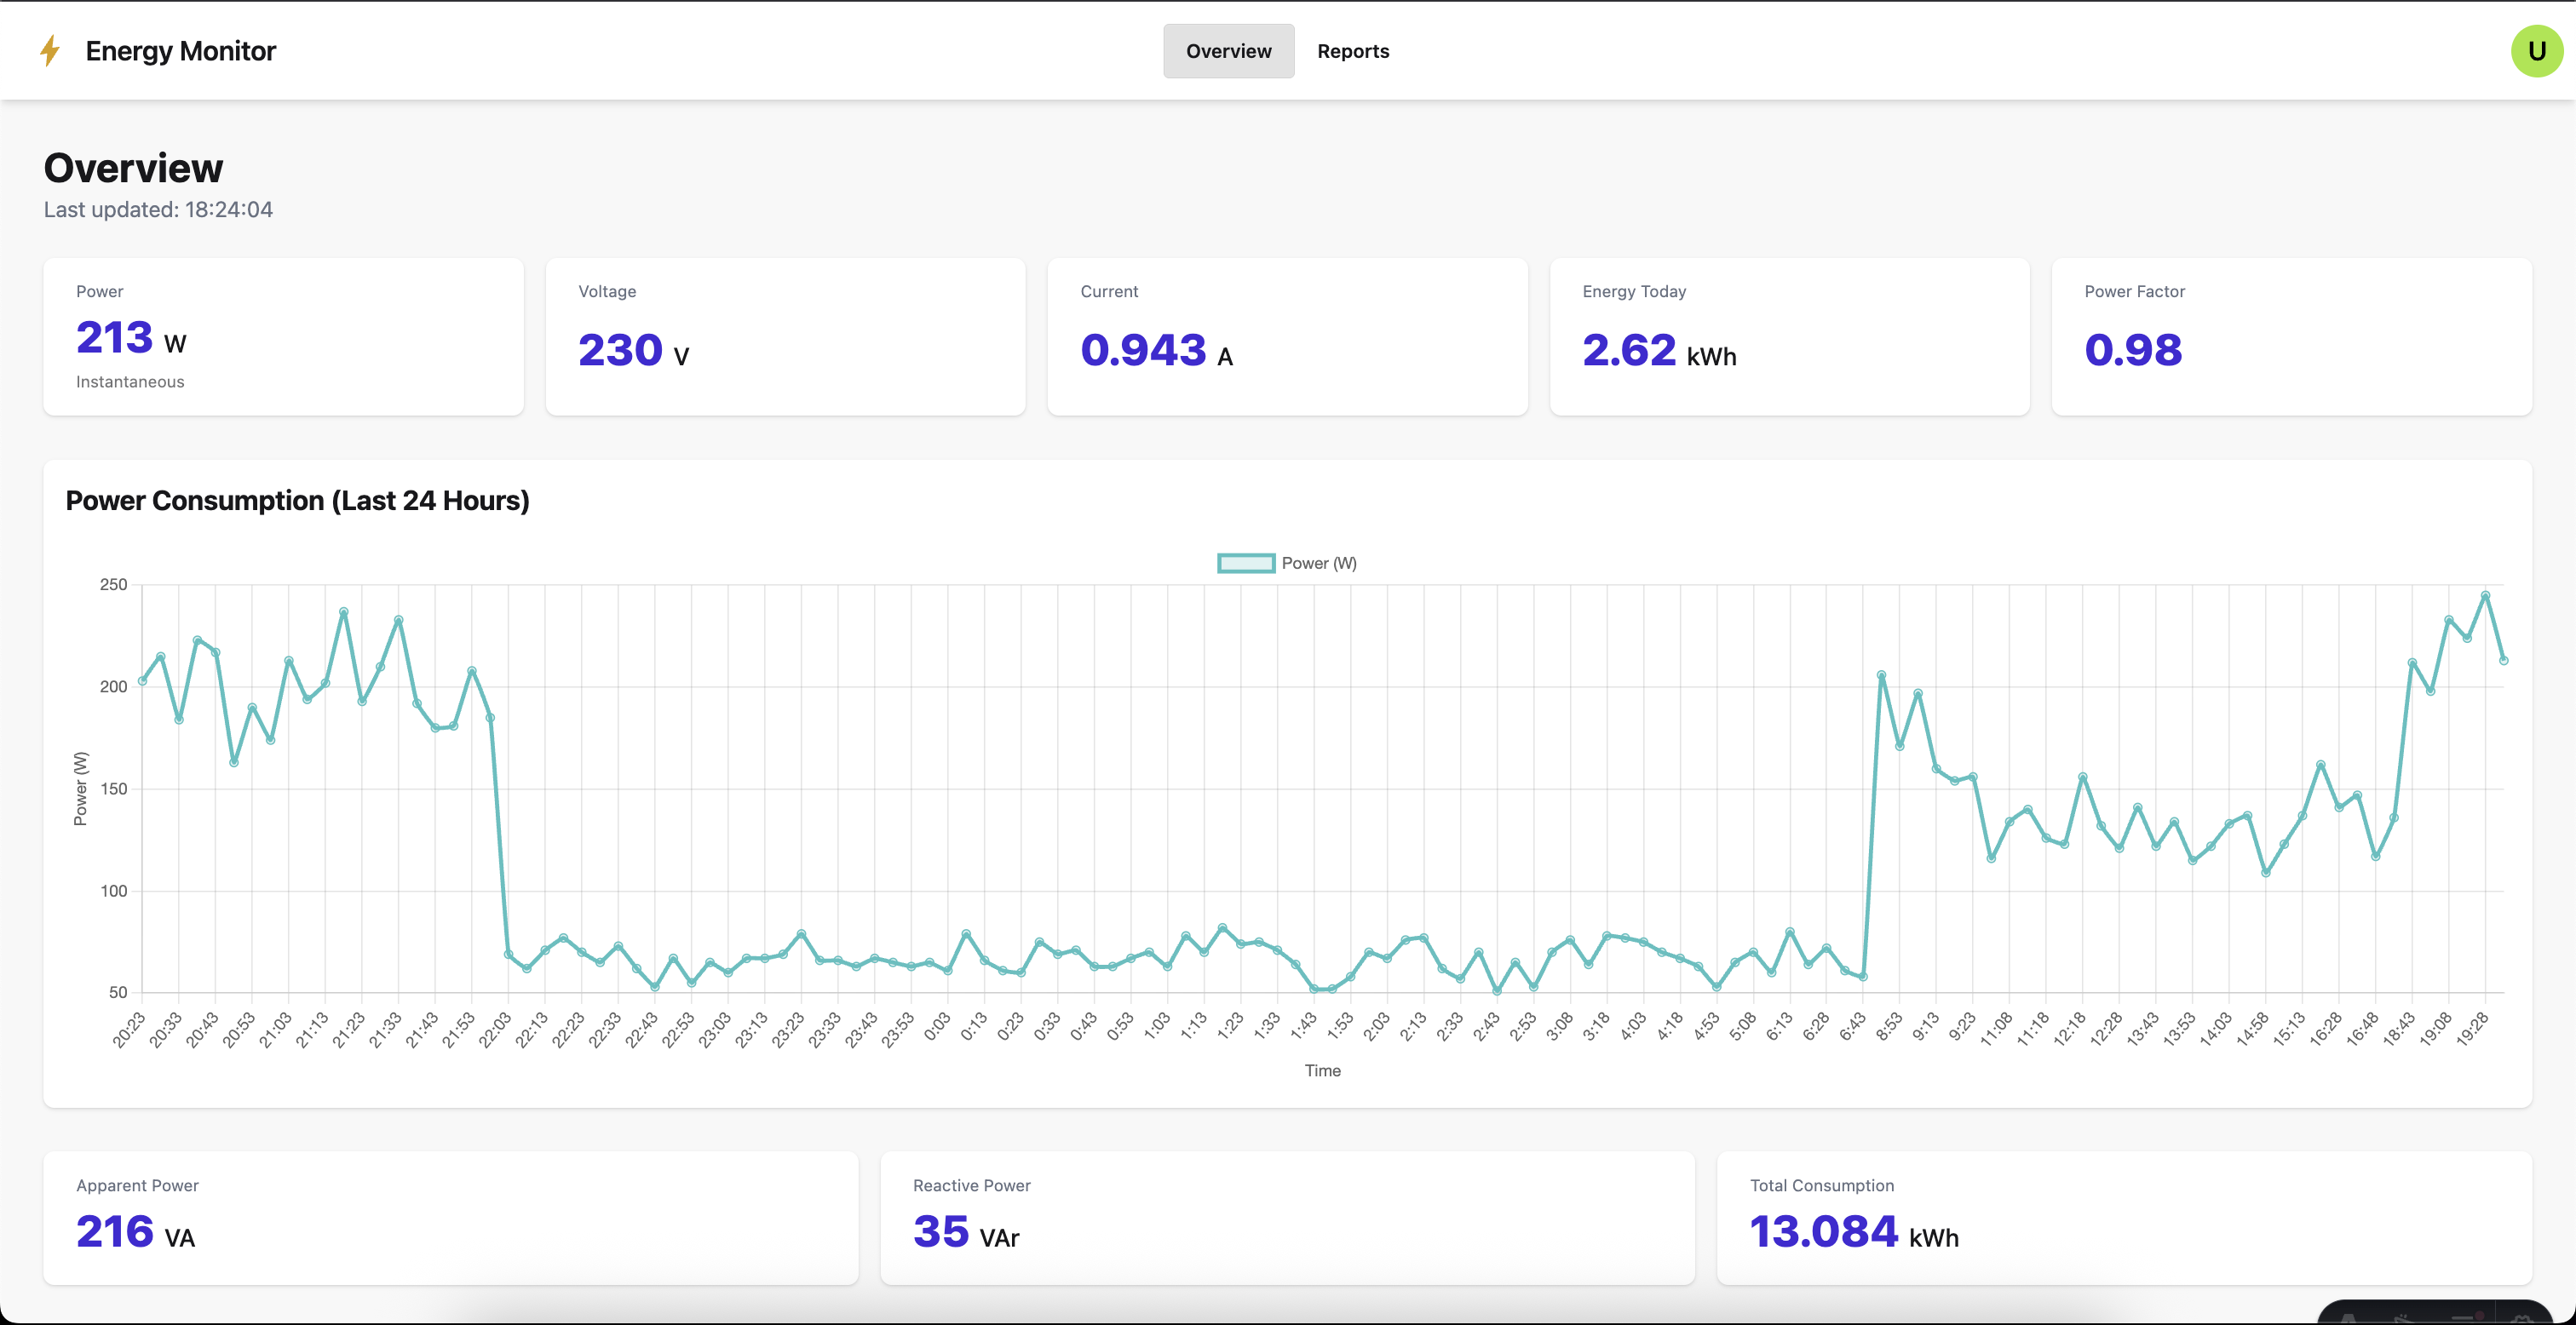 Energy Monitor
Overview
Reports
U
Overview
Last updated: 18:24:04
Power
213 W
Instantaneous
Voltage
230 V
Current
0.943 A
Energy Today
2.62 kWh
Power Factor
0.98
Power Consumption (Last 24 Hours)
Power (W)
250
200
150
100
50
Power (W)
20:23 20:33 20:43 20:53 21:03 21:13 21:23 21:33 21:43 21:53 22:03 22:13 22:23 22:33 22:43 22:53 23:03 23:13 23:23 23:33 23:43 23:53 0:03 0:13 0:23 0:33 0:43 0:53 1:03 1:13 1:23 1:33 1:43 1:53 2:03 2:13 2:33 2:43 2:53 3:08 3:18 4:03 4:18 4:53 5:08 6:13 6:28 6:43 8:53 9:13 9:23 11:08 11:18 12:18 12:28 13:43 13:53 14:03 14:58 15:13 16:28 16:48 18:43 19:08 19:28
Time
Apparent Power
216 VA
Reactive Power
35 VAr
Total Consumption
13.084 kWh